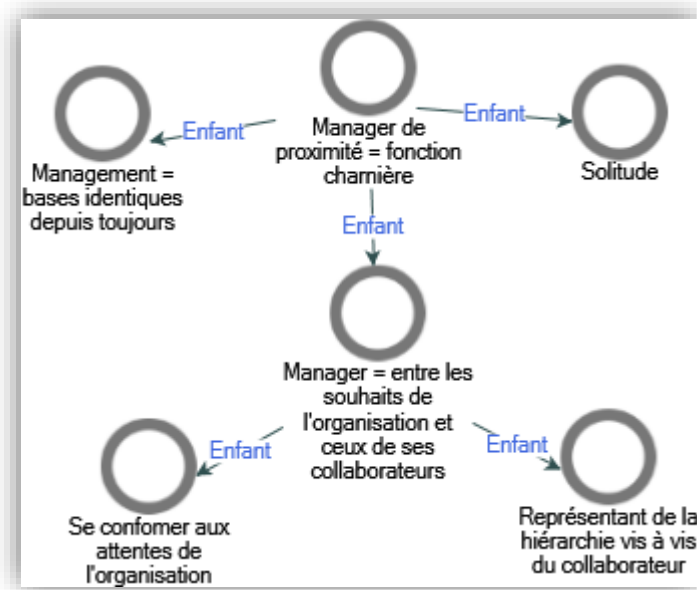 Enfant
Manager de
proximité = fonction
charnière
Enfant
Management =
bases identiques
depuis toujours
Solitude
Enfant
Manager = entre les
souhaits de
l'organisation et
ceux de ses
collaborateurs
Enfant
Enfant
Se confomer aux
attentes de
l'organisation
Représentant de la
hiérarchie vis à vis
du collaborateur